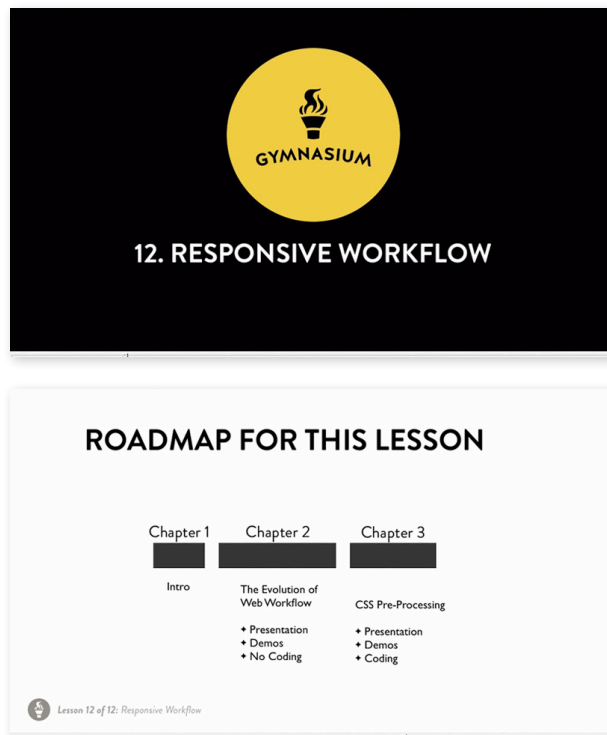 GYMNASIUM
12. RESPONSIVE WORKFLOW
ROADMAP FOR THIS LESSON
Chapter 1
Intro
Chapter 2
The Evolution of
Web Workflow
✦ Presentation
✦ Demos
✦ No Coding
Chapter 3
CSS Pre-Processing
✦ Presentation
✦ Demos
✦ Coding
Lesson 12 of 12: Responsive Workflow